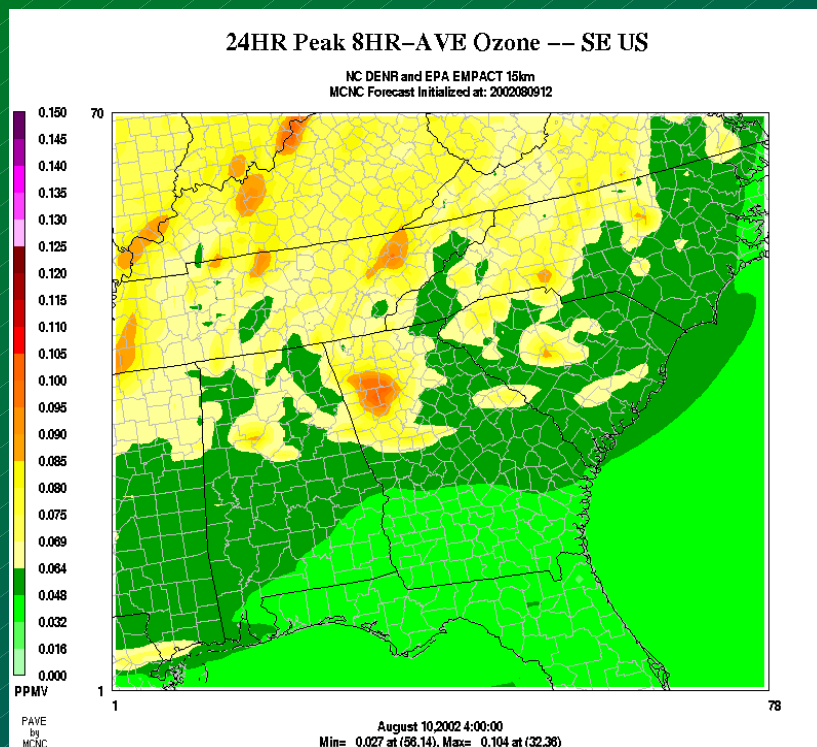 24HR Peak 8HR-AVE Ozone -- SE US
NC DENR and EPA EMPACT 15km
MCNC Forecast Initialized at: 2002080912
0.150
0.145
0.140
0.135
0.130
0.125
0.120
0.115
0.110
0.105
0.100
0.095
0.090
0.085
0.080
0.075
0.069
0.064
0.048
0.032
0.016
0.000
PPMV
70
1
1
78
PAVE
by
MCNC
August 10,2002 4:00:00
Min= 0.027 at (56,14), Max= 0.104 at (32,36)